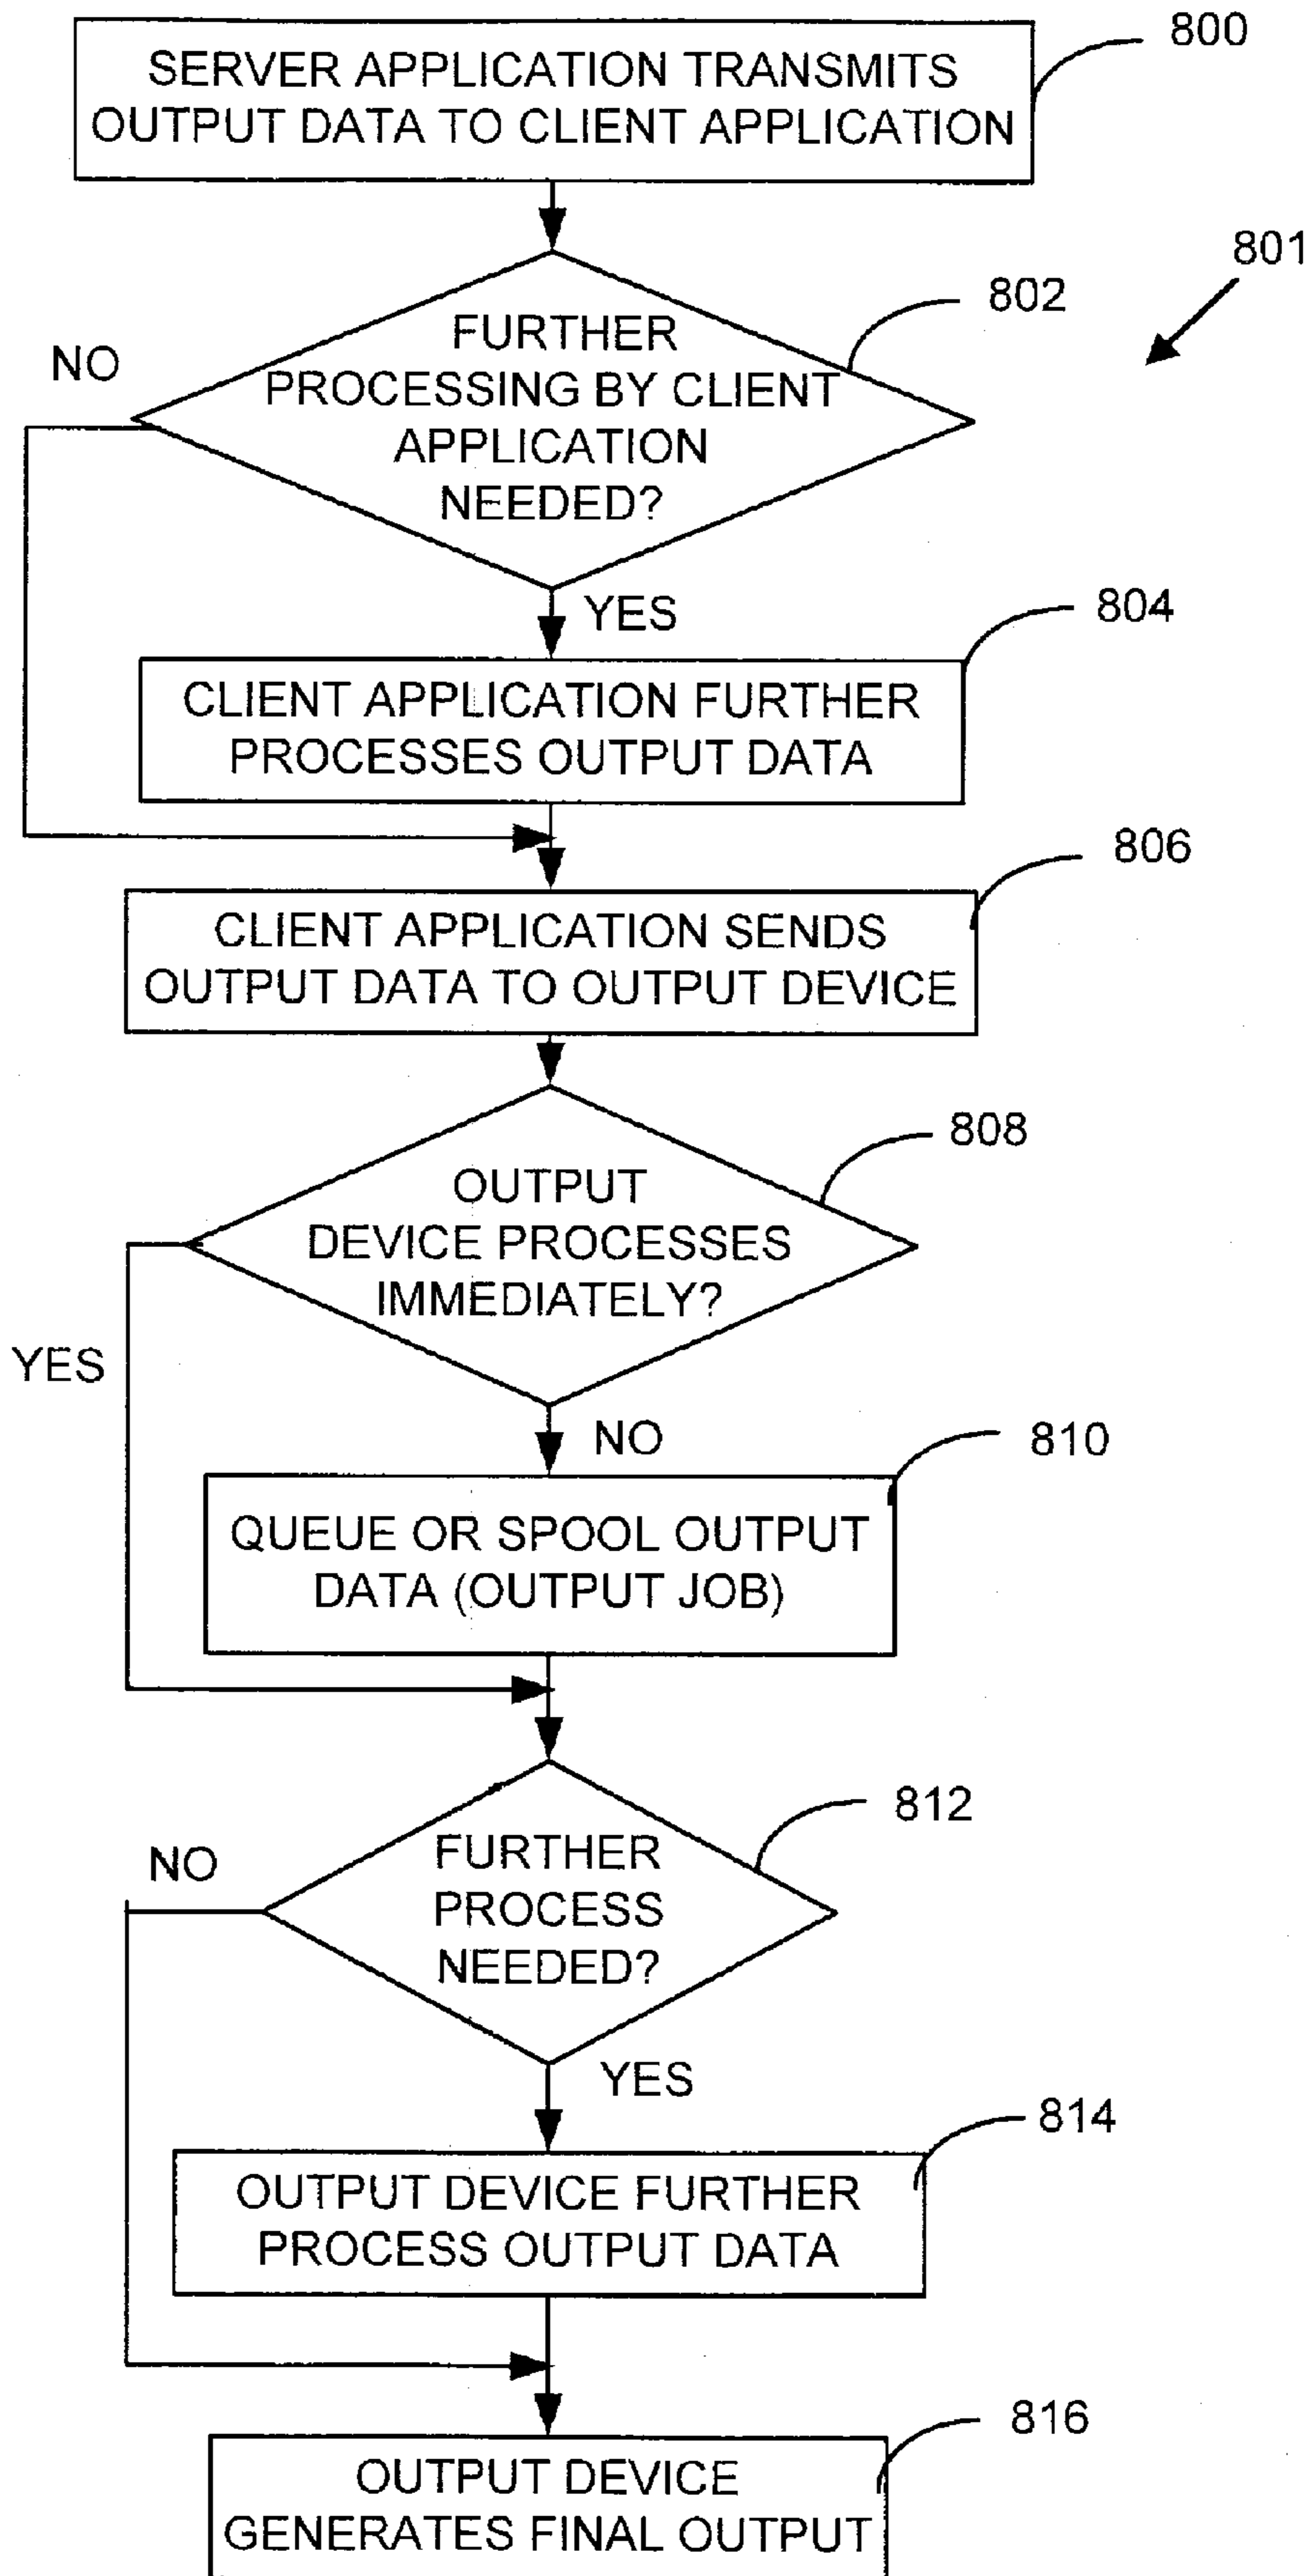 800
SERVER APPLICATION TRANSMITS
OUTPUT DATA TO CLIENT APPLICATION
801
802
FURTHER
PROCESSING BY CLIENT
APPLICATION
NEEDED?
NO
YES
804
CLIENT APPLICATION FURTHER
PROCESSES OUTPUT DATA
806
CLIENT APPLICATION SENDS
OUTPUT DATA TO OUTPUT DEVICE
808
OUTPUT
DEVICE PROCESSES
IMMEDIATELY?
YES
NO
810
QUEUE OR SPOOL OUTPUT
DATA (OUTPUT JOB)
812
FURTHER
PROCESS
NEEDED?
NO
YES
814
OUTPUT DEVICE FURTHER
PROCESS OUTPUT DATA
816
OUTPUT DEVICE
GENERATES FINAL OUTPUT